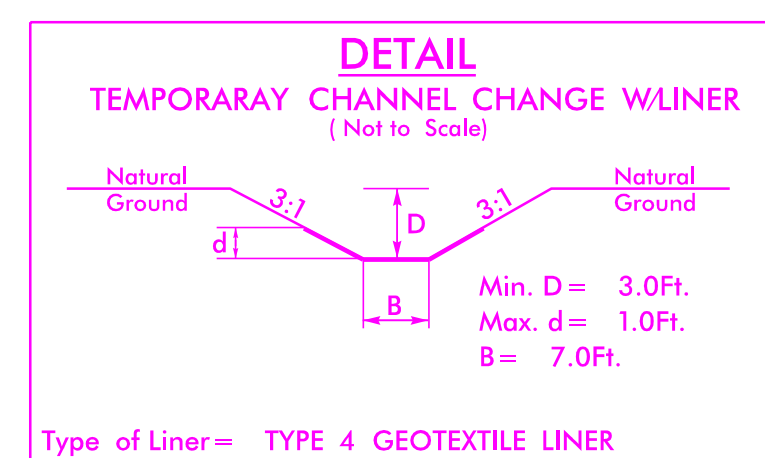 DETAIL
TEMPORARAY CHANNEL CHANGE W/LINER
( Not to Scale)
Natural
Ground
3:1
D
3:1
Natural
Ground
d
B
Min. D = 3.0Ft.
Max. d = 1.0Ft.
B = 7.0Ft.
Type of Liner = TYPE 4 GEOTEXTILE LINER